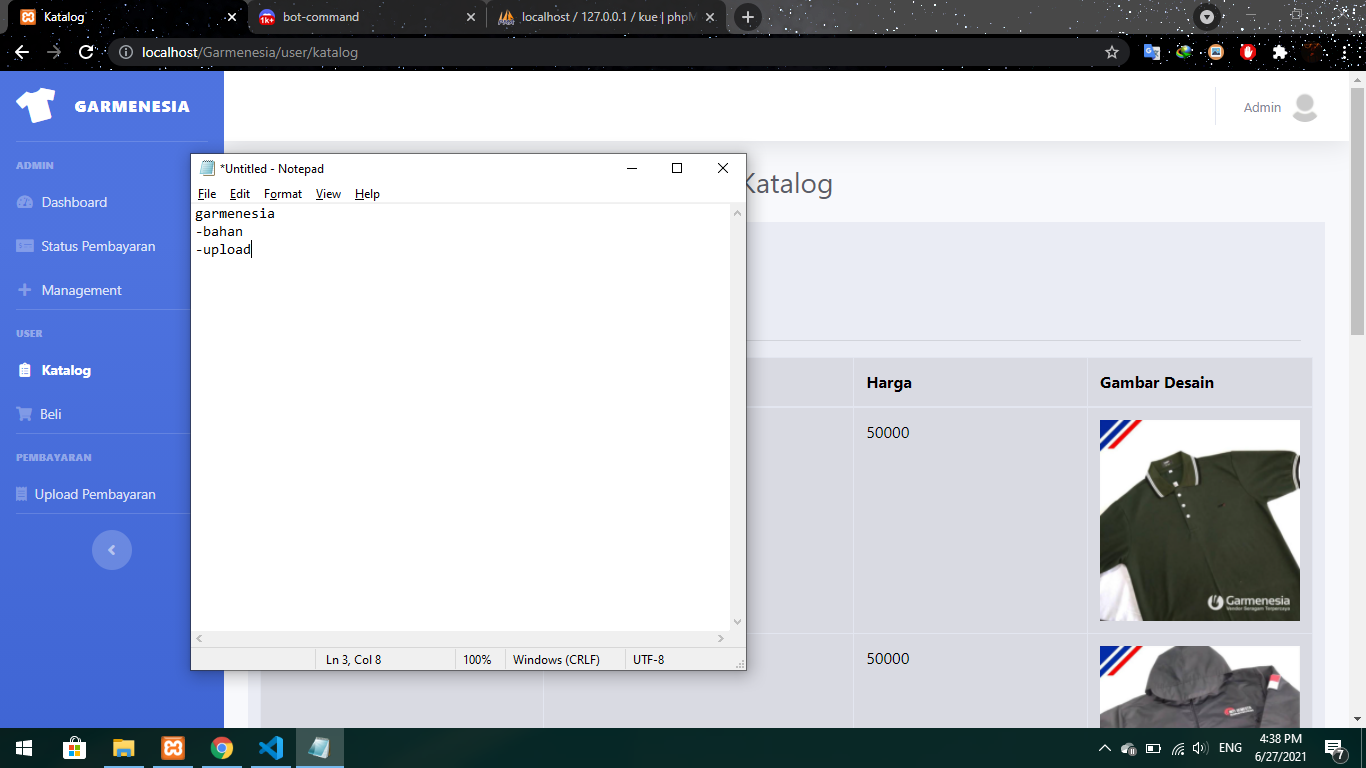 Katalog
bot-command
localhost / 127.0.0.1 / kue | phpM
localhost/Garmenesia/user/katalog
GARMENESIA
Admin
ADMIN
Dashboard
Status Pembayaran
Management
USER
Katalog
Beli
PEMBAYARAN
Upload Pembayaran
*Untitled - Notepad
File Edit Format View Help
garmenesia
-bahan
-upload
Ln 3, Col 8 100% Windows (CRLF) UTF-8
Katalog
Harga Gambar Desain
50000
Garmenesia
Vendor Seragam Terpercaya
50000
ENG
4:38 PM
6/27/2021
7